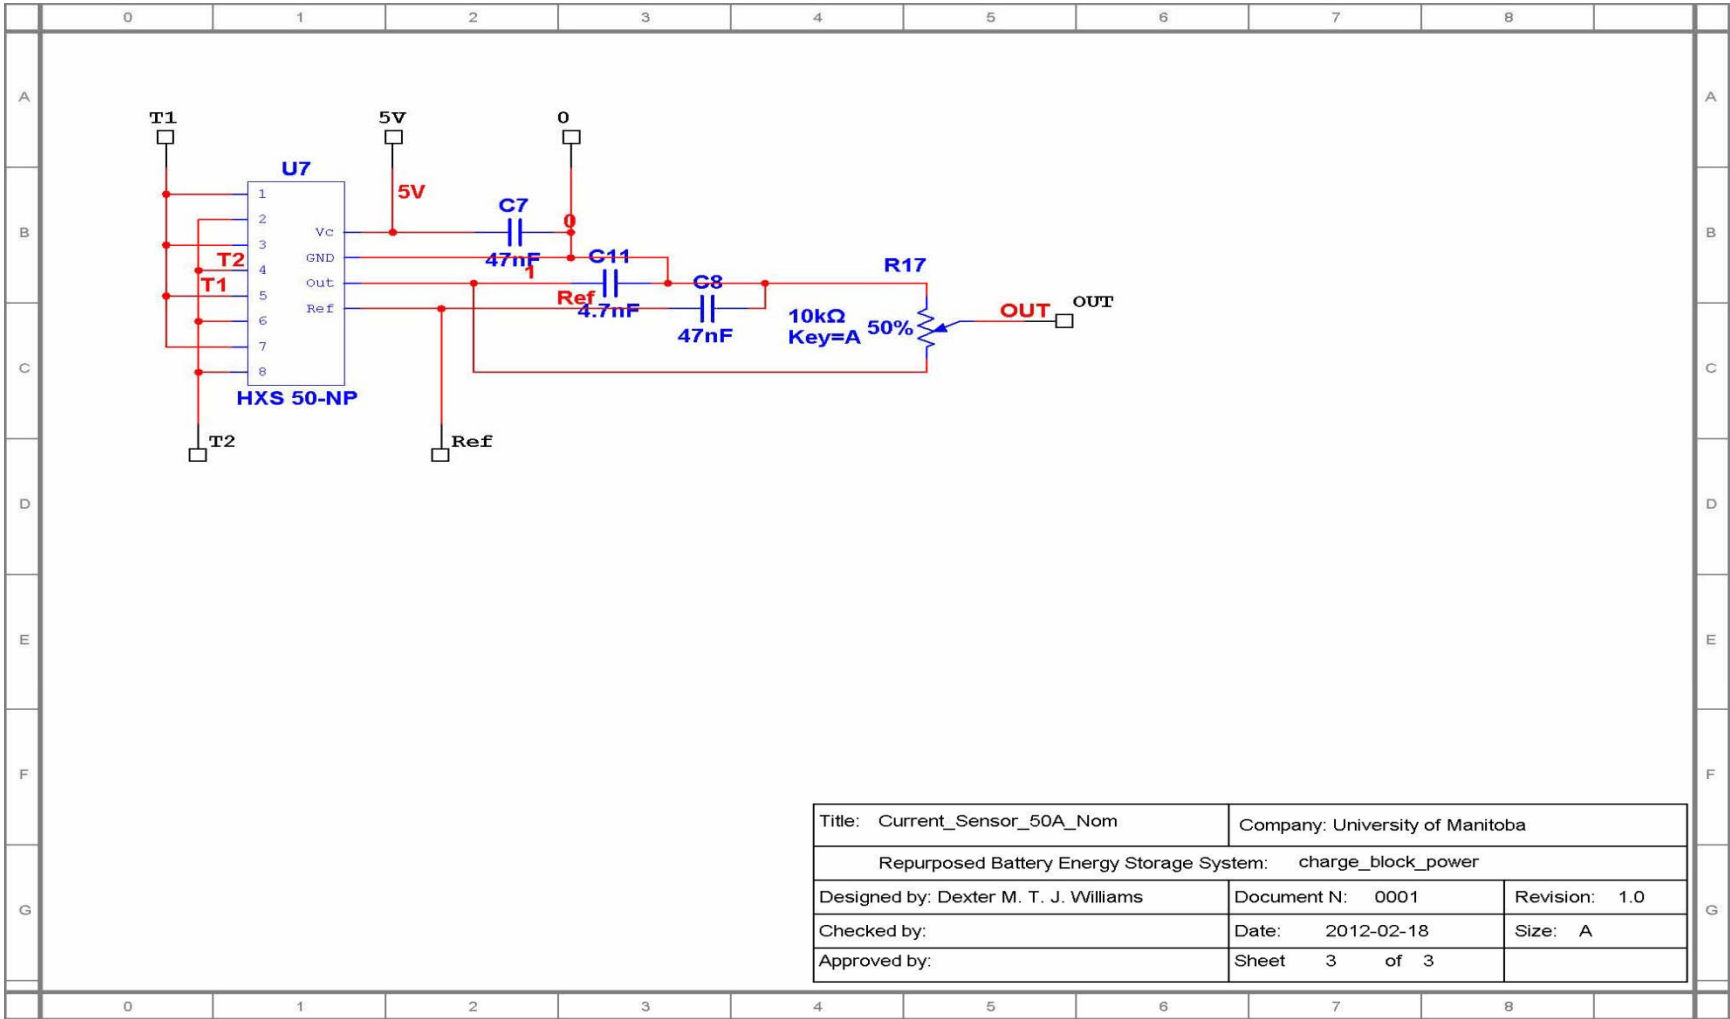 0 1 2 3 4 5 6 7 8
A A
T1 5V 0
U7
1
5V
C7
2
0
B Vc B
3
GND 47nF C11
T2 4 1 C8 R17
T1 5 Out
Ref 4.7nF
Ref
6 47nF 10kΩ 50% OUT OUT
Key=A
7
C 8 C
HXS 50-NP
T2 Ref
D D
E E
F F
Title: Current_Sensor_50A_Nom Company: University of Manitoba
Repurposed Battery Energy Storage System: charge_block_power
Designed by: Dexter M. T. J. Williams Document N: 0001 Revision: 1.0
G G
Checked by: Date: 2012-02-18 Size: A
Approved by: Sheet 3 of 3
0 1 2 3 4 5 6 7 8